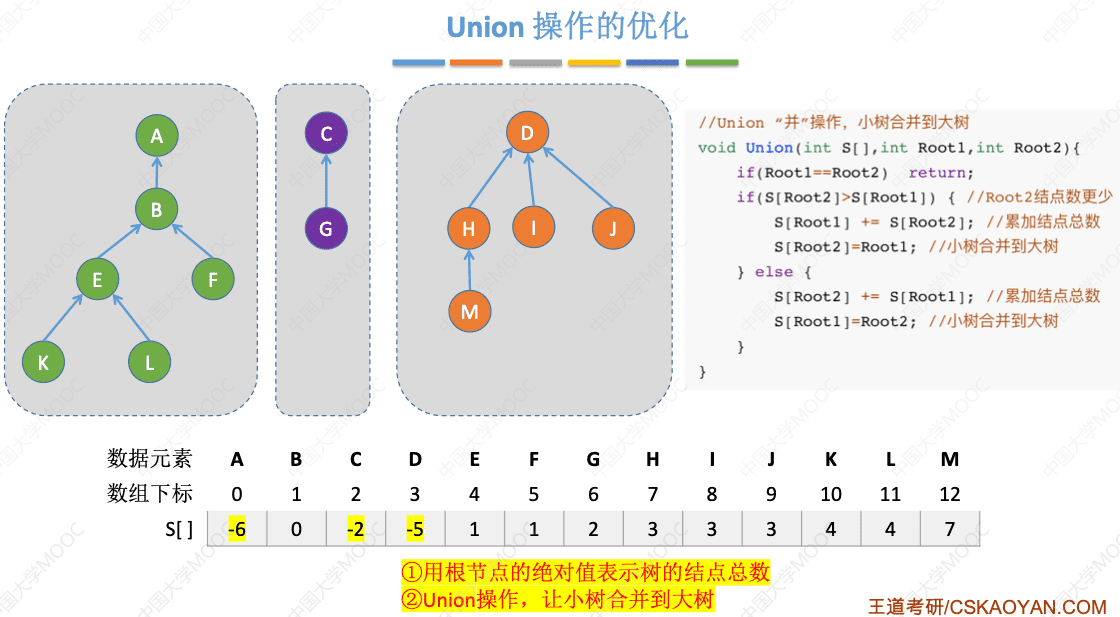 Union 操作的优化
A
B
E
F
K
L
C
G
D
H
I
J
M
//Union “并”操作，小树合并到大树
void Union(int S[],int Root1,int Root2){
if(Root1==Root2) return;
if(S[Root2]>S[Root1]) { //Root2结点数更少
S[Root1] += S[Root2]; //累加结点总数
S[Root2]=Root1; //小树合并到大树
} else {
S[Root2] += S[Root1]; //累加结点总数
S[Root1]=Root2; //小树合并到大树
}
}
数据元素 A B C D E F G H I J K L M
数组下标 0 1 2 3 4 5 6 7 8 9 10 11 12
S[ ] -6 0 -2 -5 1 1 2 3 3 3 4 4 7
①用根节点的绝对值表示树的结点总数
②Union操作，让小树合并到大树
王道考研/CSKAOYAN.COM
中国大学MOOC